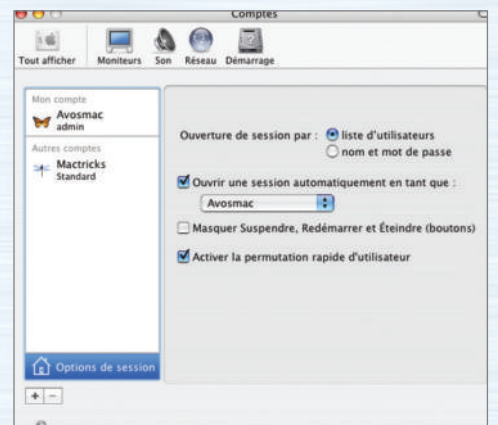 Comptes
Tout afficher Moniteurs Son Réseau Démarrage
Mon compte
Avosmac
admin
Autres comptes
Mactricks
Standard
Ouverture de session par : liste d'utilisateurs
nom et mot de passe
Ouvrir une session automatiquement en tant que :
Avosmac
Masquer Suspendre, Redémarrer et Éteindre (boutons)
Activer la permutation rapide d'utilisateur
Options de session
+ −